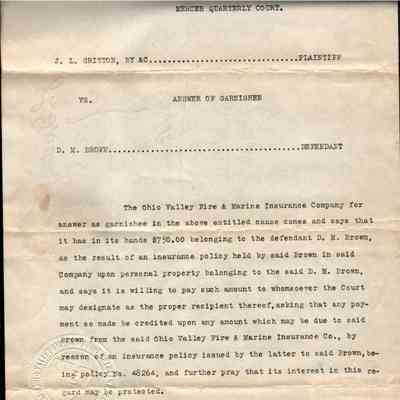 MERCER QUARTERLY COURT.
J. L. GRITTON, BY &C...............................PLAINTIFF
VS. ANSWER OF GARNISHEE
D. M. BROWN.......................................DEFENDANT
The Ohio Valley Fire & Marine Insurance Company for
answer as garnishee in the above entitled cause comes and says that
it has in its hands $750.00 belonging to the defendant D. M. Brown,
as the result of an insurance policy held by said Brown in said
Company upon personal property belonging to the said D. M. Brown,
and says it is willing to pay such amount to whomsoever the Court
may designate as the proper recipient thereof, asking that any pay-
ment so made be credited upon any amount which may be due to said
Brown from the said Ohio Valley Fire & Marine Insurance Co., by
reason of an insurance policy issued by the latter to said Brown, be-
ing policy No. 48264, and further pray that its interest in this re-
gard may be protected.